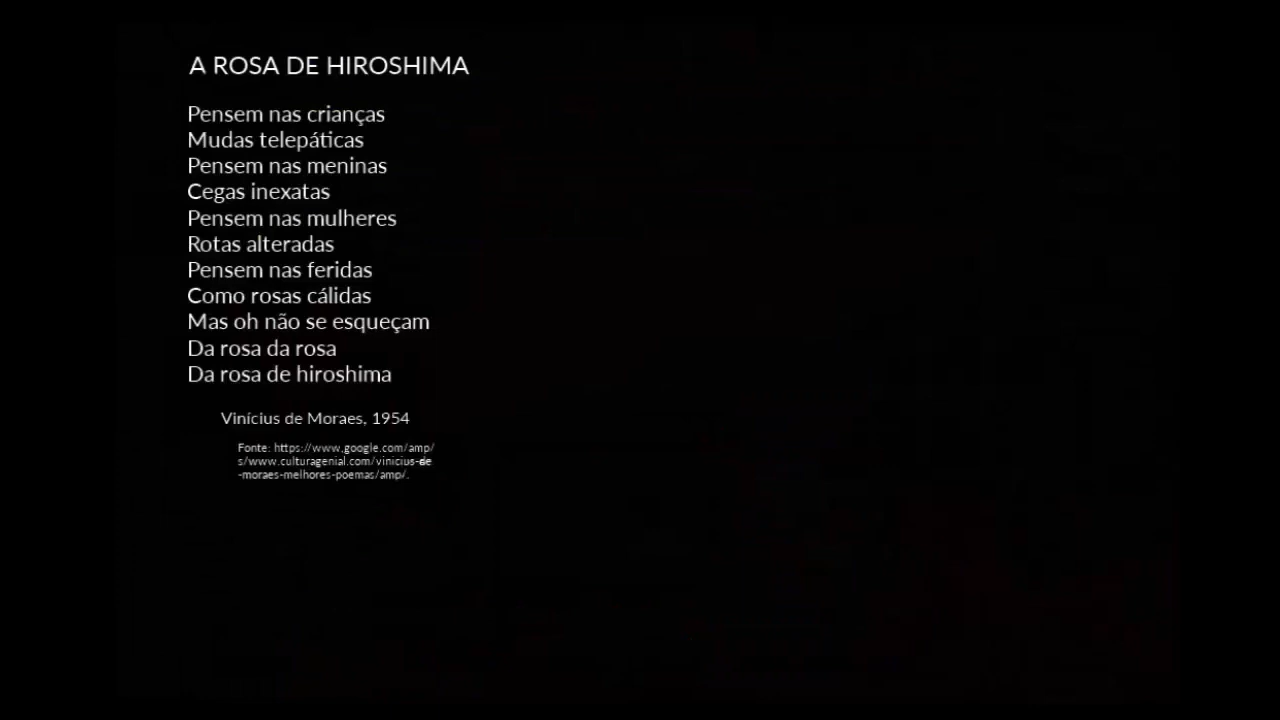 A ROSA DE HIROSHIMA
Pensem nas crianças
Mudas telepáticas
Pensem nas meninas
Cegas inexatas
Pensem nas mulheres
Rotas alteradas
Pensem nas feridas
Como rosas cálidas
Mas oh não se esqueçam
Da rosa da rosa
Da rosa de hiroshima
Vinícius de Moraes, 1954
Fonte: https://www.google.com/amp/
s/www.culturagenial.com/vinicius-de
-moraes-melhores-poemas/amp/.